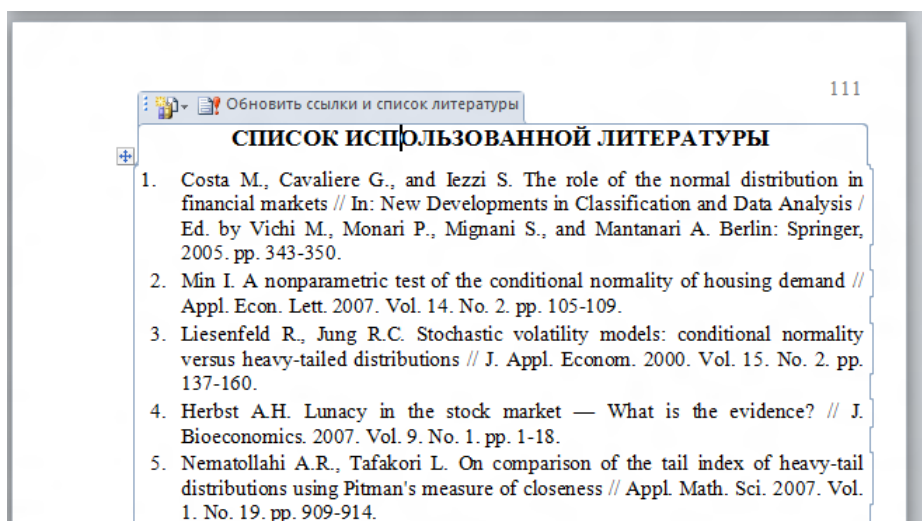 111
Обновить ссылки и список литературы
СПИСОК ИСПОЛЬЗОВАННОЙ ЛИТЕРАТУРЫ
1. Costa M., Cavaliere G., and Iezzi S. The role of the normal distribution in
financial markets // In: New Developments in Classification and Data Analysis /
Ed. by Vichi M., Monari P., Mignani S., and Mantanari A. Berlin: Springer,
2005. pp. 343-350.
2. Min I. A nonparametric test of the conditional normality of housing demand //
Appl. Econ. Lett. 2007. Vol. 14. No. 2. pp. 105-109.
3. Liesenfeld R., Jung R.C. Stochastic volatility models: conditional normality
versus heavy-tailed distributions // J. Appl. Econom. 2000. Vol. 15. No. 2. pp.
137-160.
4. Herbst A.H. Lunacy in the stock market — What is the evidence? // J.
Bioeconomics. 2007. Vol. 9. No. 1. pp. 1-18.
5. Nematollahi A.R., Tafakori L. On comparison of the tail index of heavy-tail
distributions using Pitman's measure of closeness // Appl. Math. Sci. 2007. Vol.
1. No. 19. pp. 909-914.